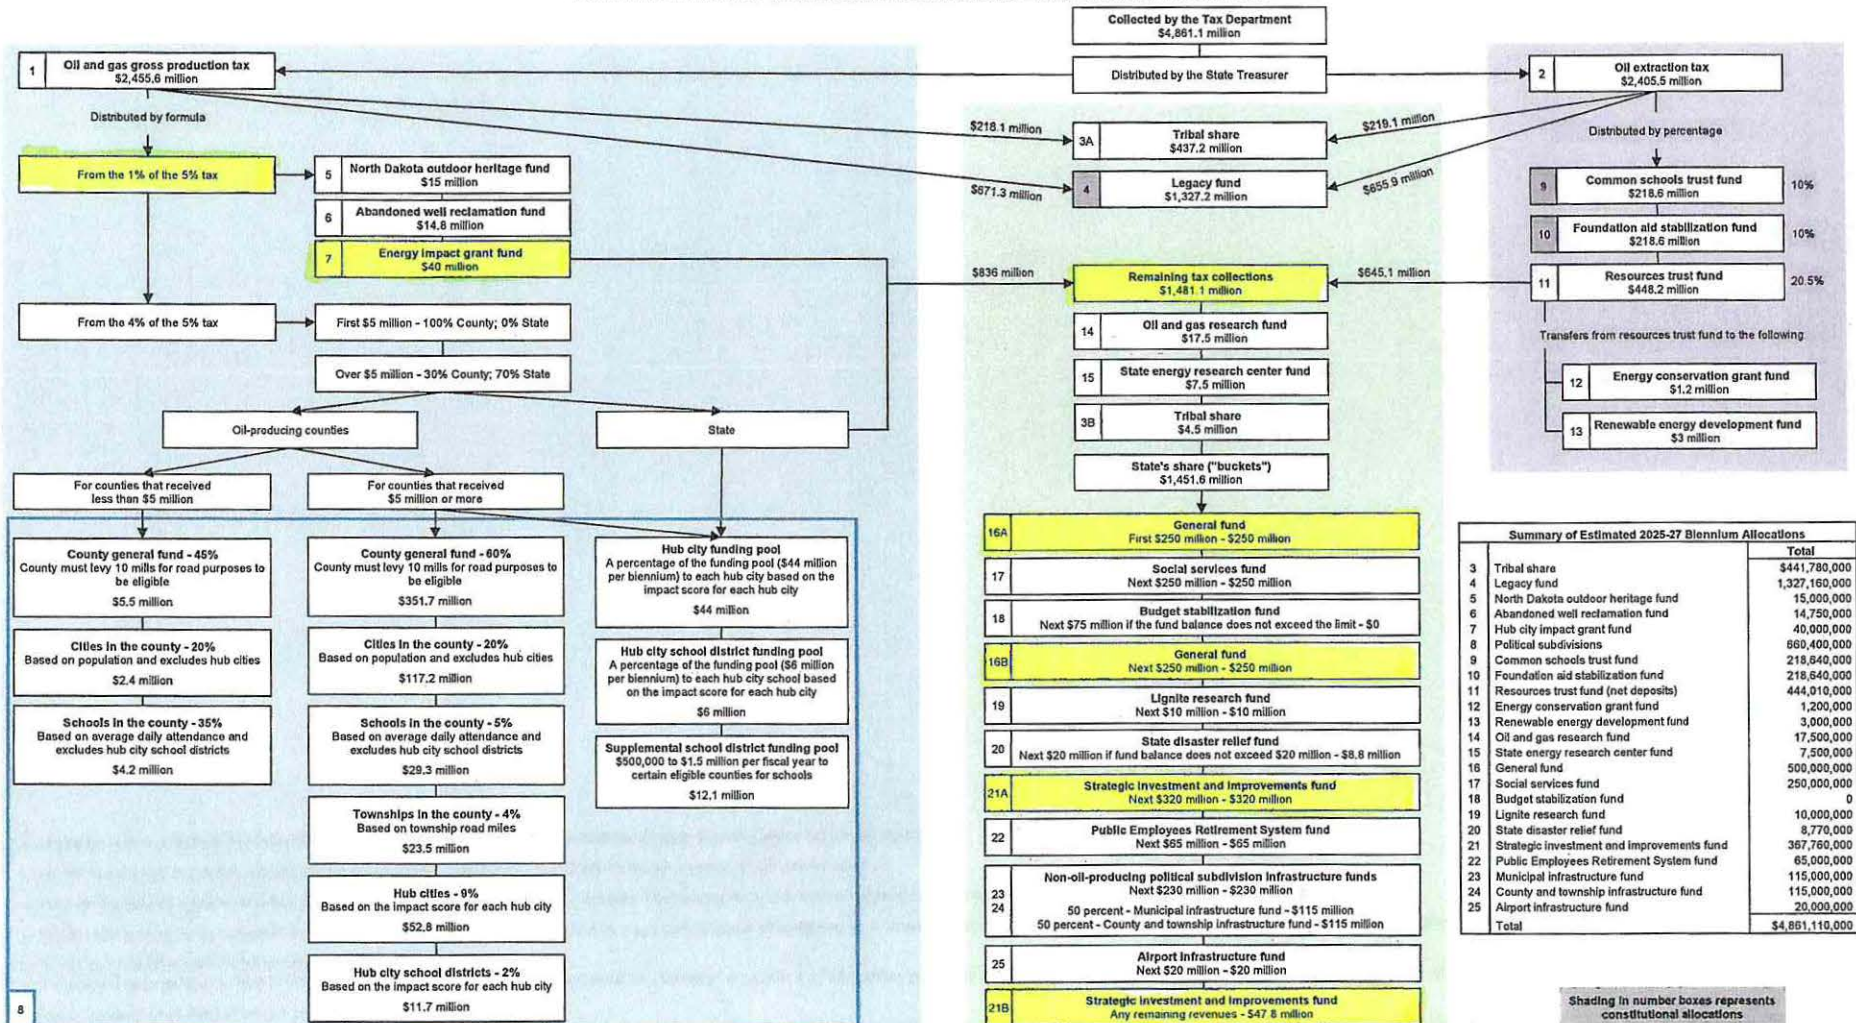 Collected by the Tax Department
$4,861.1 million
1
Oil and gas gross production tax
$2,455.6 million
Distributed by the State Treasurer
2
Oil extraction tax
$2,405.5 million
Distributed by formula
$218.1 million
3A
Tribal share
$437.2 million
$219.1 million
Distributed by percentage
From the 1% of the 5% tax
5
North Dakota outdoor heritage fund
$15 million
$671.3 million
4
Legacy fund
$1,327.2 million
$655.9 million
9
Common schools trust fund
$218.6 million
10%
6
Abandoned well reclamation fund
$14.8 million
10
Foundation aid stabilization fund
$218.6 million
10%
7
Energy impact grant fund
$40 million
$836 million
Remaining tax collections
$1,481.1 million
$645.1 million
11
Resources trust fund
$448.2 million
20.5%
From the 4% of the 5% tax
First $5 million - 100% County; 0% State
14
Oil and gas research fund
$17.5 million
Transfers from resources trust fund to the following
Over $5 million - 30% County; 70% State
15
State energy research center fund
$7.5 million
12
Energy conservation grant fund
$1.2 million
Oil-producing counties
State
3B
Tribal share
$4.5 million
13
Renewable energy development fund
$3 million
State's share ("buckets")
$1,451.6 million
For counties that received
less than $5 million
For counties that received
$5 million or more
County general fund - 45%
County must levy 10 mills for road purposes to
be eligible
$5.5 million
Cities in the county - 20%
Based on population and excludes hub cities
$2.4 million
Schools in the county - 35%
Based on average daily attendance and
excludes hub city school districts
$4.2 million
County general fund - 60%
County must levy 10 mills for road purposes to
be eligible
$351.7 million
Cities in the county - 20%
Based on population and excludes hub cities
$117.2 million
Schools in the county - 5%
Based on average daily attendance and
excludes hub city school districts
$29.3 million
Townships in the county - 4%
Based on township road miles
$23.5 million
Hub cities - 9%
Based on the impact score for each hub city
$52.8 million
Hub city school districts - 2%
Based on the impact score for each hub city
$11.7 million
Hub city funding pool
A percentage of the funding pool ($44 million
per biennium) to each hub city based on the
impact score for each hub city
$44 million
Hub city school district funding pool
A percentage of the funding pool ($6 million
per biennium) to each hub city school based
on the impact score for each hub city
$6 million
Supplemental school district funding pool
$500,000 to $1.5 million per fiscal year to
certain eligible counties for schools
$12.1 million
8
16A
General fund
First $250 million - $250 million
17
Social services fund
Next $250 million - $250 million
18
Budget stabilization fund
Next $75 million if the fund balance does not exceed the limit - $0
16B
General fund
Next $250 million - $250 million
19
Lignite research fund
Next $10 million - $10 million
20
State disaster relief fund
Next $20 million if fund balance does not exceed $20 million - $8.8 million
21A
Strategic investment and improvements fund
Next $320 million - $320 million
22
Public Employees Retirement System fund
Next $65 million - $65 million
23
24
Non-oil-producing political subdivision infrastructure funds
Next $230 million - $230 million
50 percent - Municipal infrastructure fund - $115 million
50 percent - County and township infrastructure fund - $115 million
25
Airport infrastructure fund
Next $20 million - $20 million
21B
Strategic investment and improvements fund
Any remaining revenues - $47.8 million
Summary of Estimated 2025-27 Biennium Allocations
Total
3 Tribal share $441,780,000
4 Legacy fund 1,327,160,000
5 North Dakota outdoor heritage fund 15,000,000
6 Abandoned well reclamation fund 14,750,000
7 Hub city impact grant fund 40,000,000
8 Political subdivisions 660,400,000
9 Common schools trust fund 218,640,000
10 Foundation aid stabilization fund 218,640,000
11 Resources trust fund (net deposits) 444,010,000
12 Energy conservation grant fund 1,200,000
13 Renewable energy development fund 3,000,000
14 Oil and gas research fund 17,500,000
15 State energy research center fund 7,500,000
16 General fund 500,000,000
17 Social services fund 250,000,000
18 Budget stabilization fund 0
19 Lignite research fund 10,000,000
20 State disaster relief fund 8,770,000
21 Strategic investment and improvements fund 367,760,000
22 Public Employees Retirement System fund 65,000,000
23 Municipal infrastructure fund 115,000,000
24 County and township infrastructure fund 115,000,000
25 Airport infrastructure fund 20,000,000
Total $4,861,110,000
Shading in number boxes represents
constitutional allocations